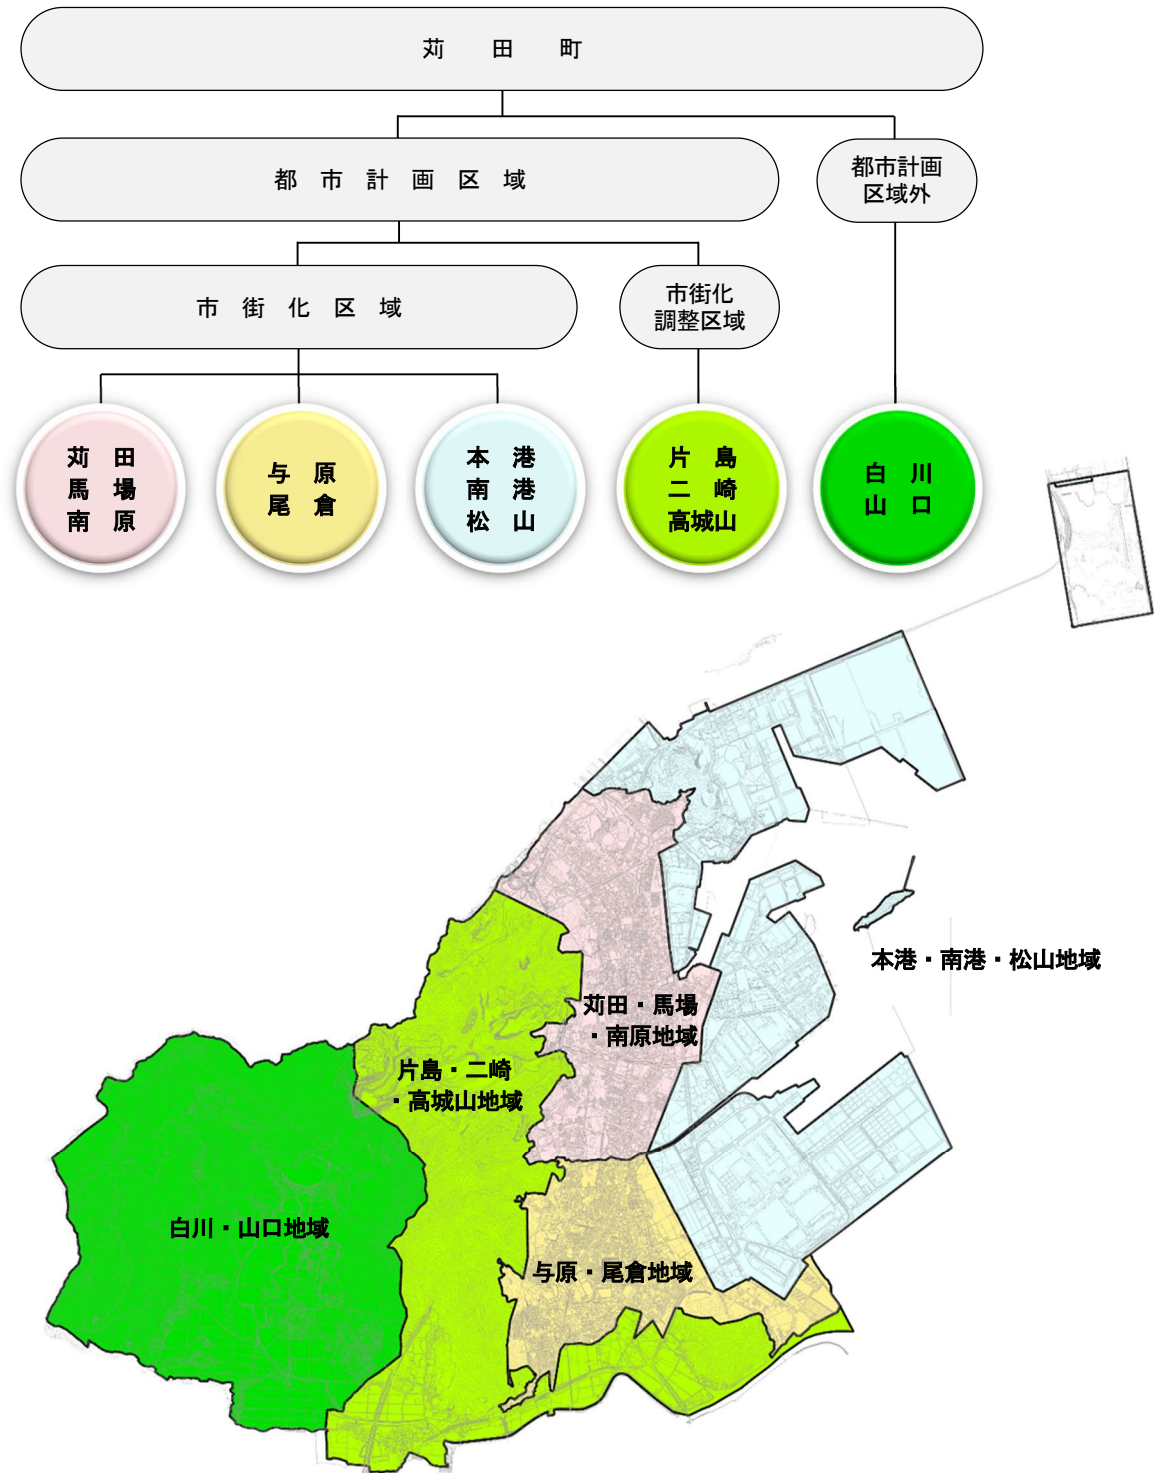 苅　田　町
都　市　計　画　区　域
都市計画
区域外
市　街　化　区　域
市街化
調整区域
苅　田
馬　場
南　原
与　原
尾　倉
本　港
南　港
松　山
片　島
二　崎
高城山
白　川
山　口
本港・南港・松山地域
苅田・馬場
・南原地域
片島・二崎
・高城山地域
白川・山口地域
与原・尾倉地域